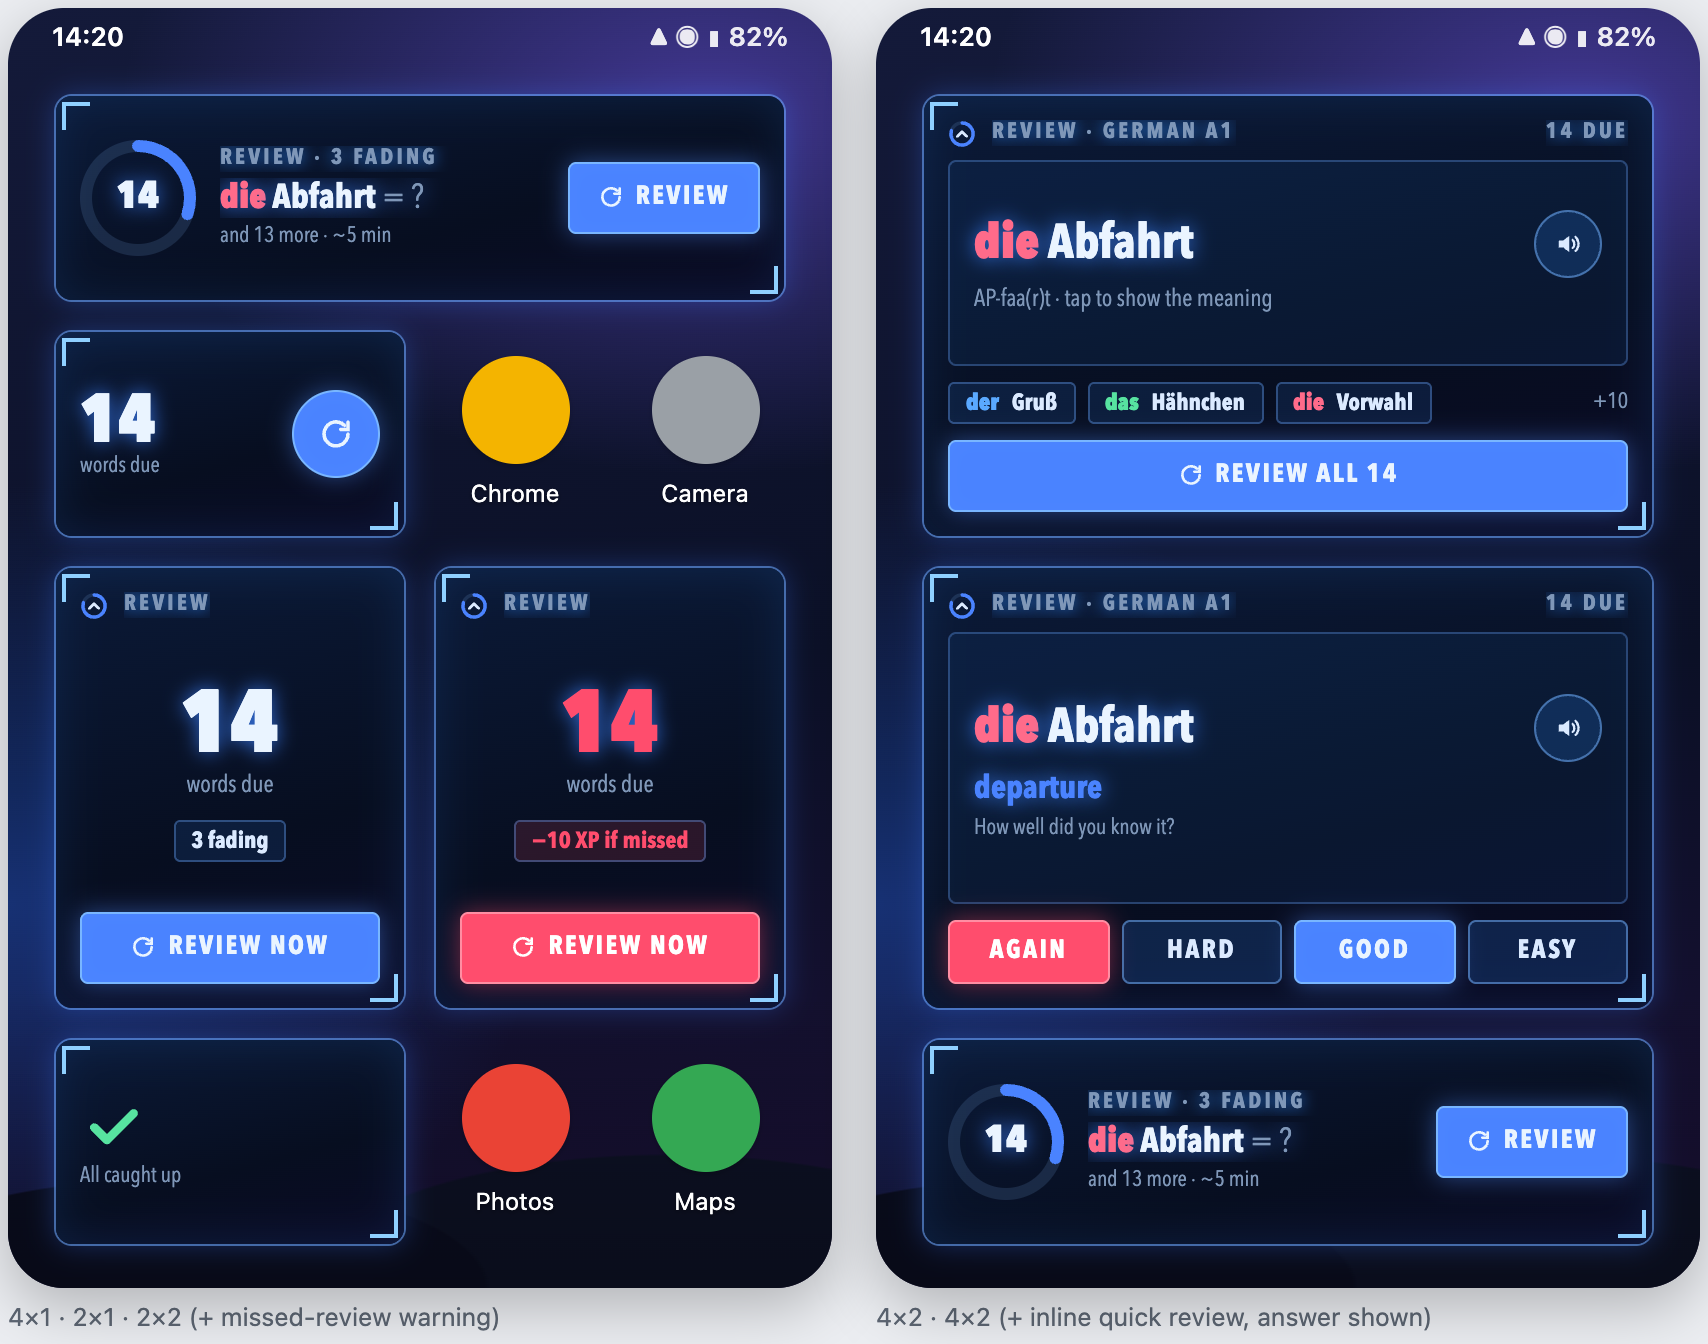 14:20
82%
14
REVIEW · 3 FADING
die Abfahrt = ?
and 13 more · ~5 min
REVIEW
14
words due
Chrome
Camera
REVIEW
14
words due
3 fading
REVIEW NOW
REVIEW
14
words due
−10 XP if missed
REVIEW NOW
All caught up
Photos
Maps
4×1 · 2×1 · 2×2 (+ missed-review warning)
14:20
82%
REVIEW · GERMAN A1
14 DUE
die Abfahrt
AP-faa(r)t · tap to show the meaning
der Gruß
das Hähnchen
die Vorwahl
+10
REVIEW ALL 14
REVIEW · GERMAN A1
14 DUE
die Abfahrt
departure
How well did you know it?
AGAIN
HARD
GOOD
EASY
14
REVIEW · 3 FADING
die Abfahrt = ?
and 13 more · ~5 min
REVIEW
4×2 · 4×2 (+ inline quick review, answer shown)